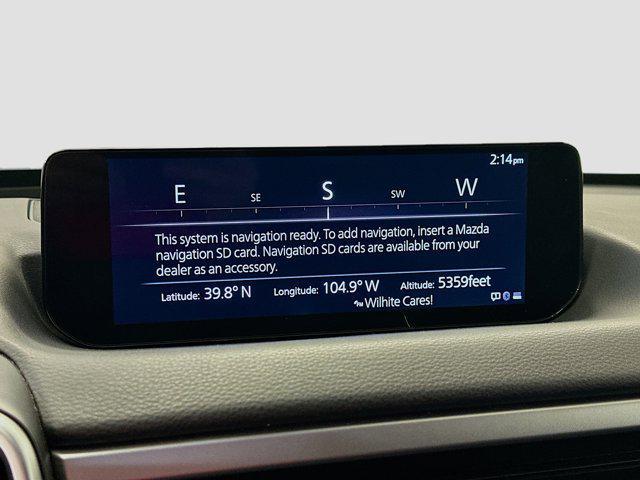 2:14pm
E SE S SW W
This system is navigation ready. To add navigation, insert a Mazda
navigation SD card. Navigation SD cards are available from your
dealer as an accessory.
Latitude: 39.8° N Longitude: 104.9° W Altitude: 5359feet
Wilhite Cares!